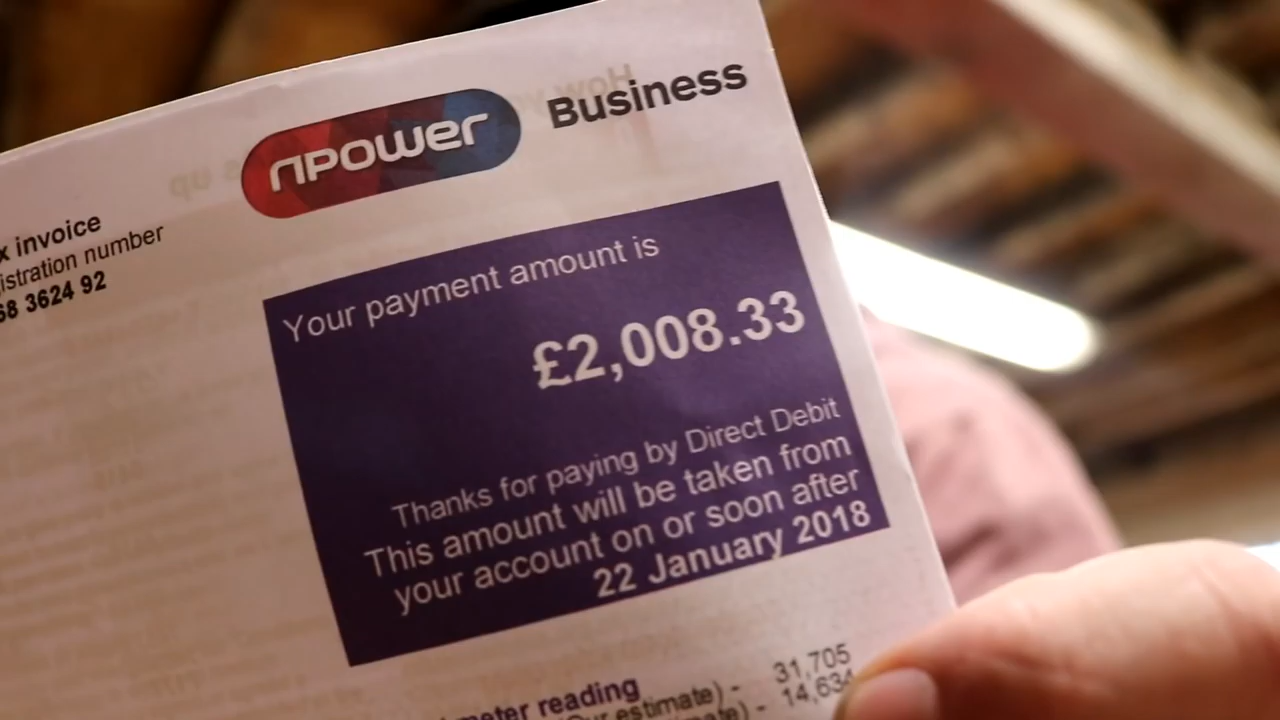 npower Business
x invoice
istration number
68 3624 92
Your payment amount is
£2,008.33
Thanks for paying by Direct Debit
This amount will be taken from
your account on or soon after
22 January 2018
meter reading
31,705
estimate) -
14,634